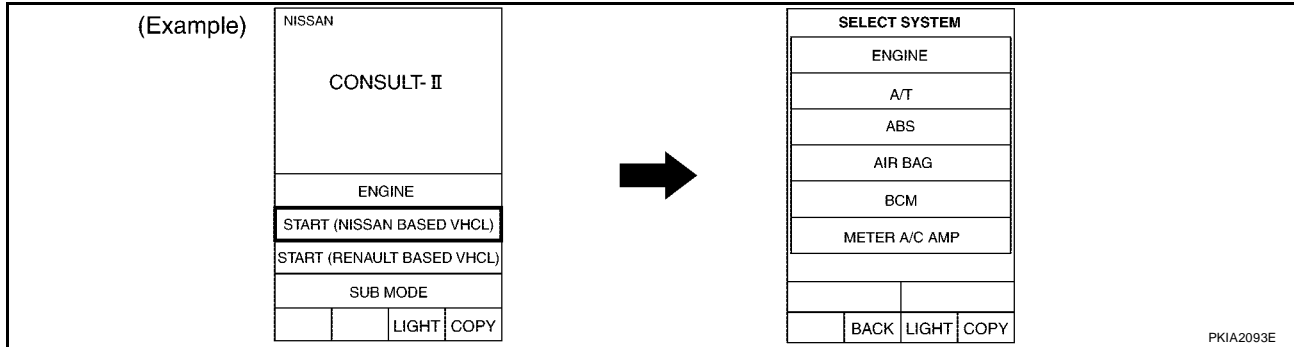 (Example)
NISSAN
CONSULT-II
ENGINE
START (NISSAN BASED VHCL)
START (RENAULT BASED VHCL)
SUB MODE
LIGHT COPY
SELECT SYSTEM
ENGINE
A/T
ABS
AIR BAG
BCM
METER A/C AMP
BACK LIGHT COPY
PKIA2093E